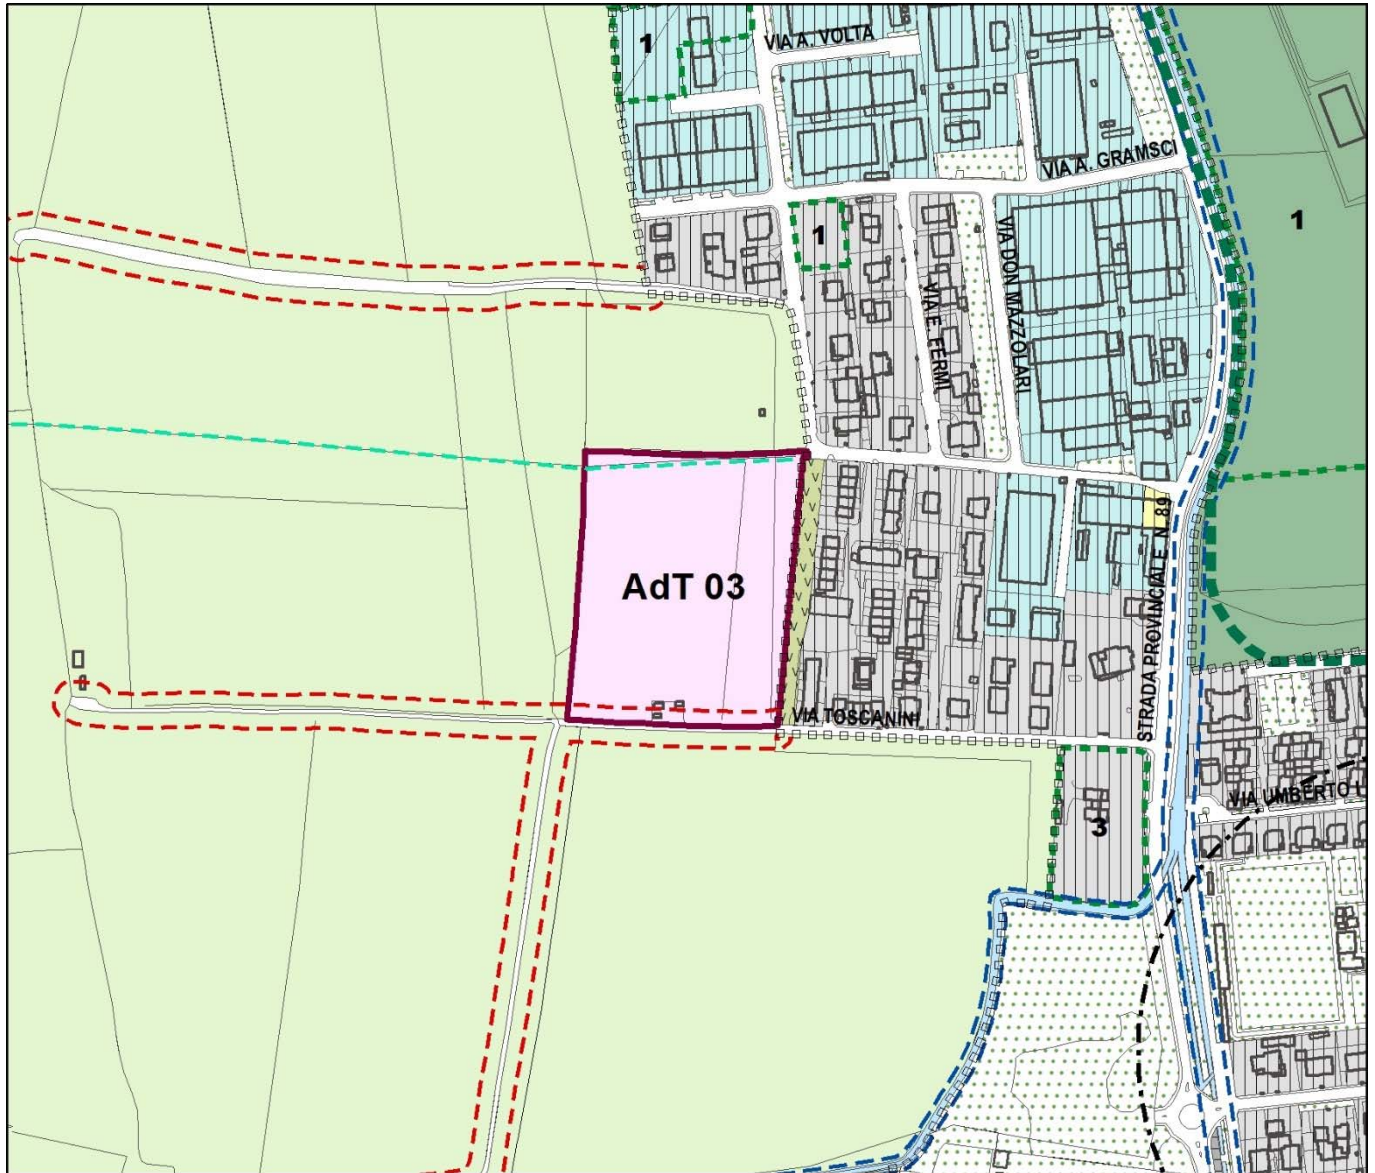 1
VIA A. VOLTA
VIA A. GRAMSCI
1
1
VIA DON MAZZOLARI
VIA E. FERMI
AdT 03
STRADA PROVINCIALE N. 89
VIA TOSCANINI
VIA UMBERTO I
3